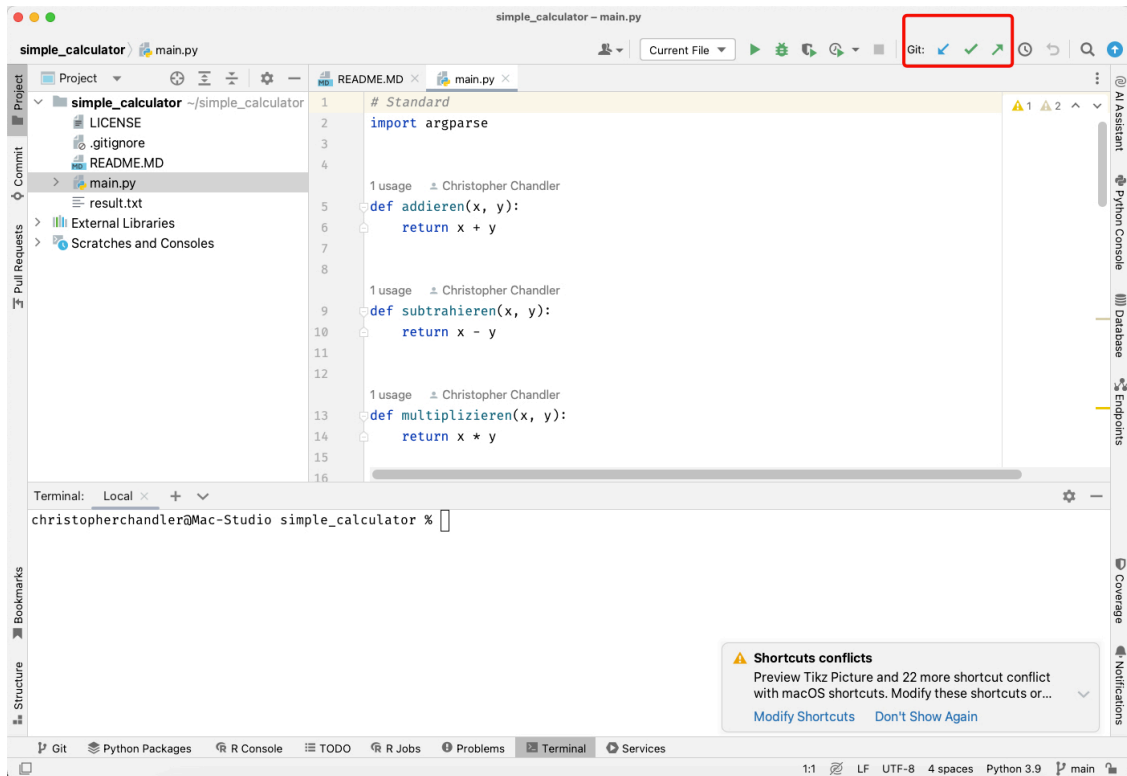 simple_calculator – main.py
simple_calculator main.py
Current File
Git:
Project
README.MD
main.py
simple_calculator ~/simple_calculator
LICENSE
.gitignore
README.MD
main.py
result.txt
External Libraries
Scratches and Consoles
1 # Standard
2 import argparse
3
4
1 usage Christopher Chandler
5 def addieren(x, y):
6 return x + y
7
8
1 usage Christopher Chandler
9 def subtrahieren(x, y):
10 return x - y
11
12
1 usage Christopher Chandler
13 def multiplizieren(x, y):
14 return x * y
15
16
1 2
Project
Commit
Pull Requests
Bookmarks
Structure
AI Assistant
Python Console
Database
Endpoints
Coverage
Notifications
Terminal: Local
christopherchandler@Mac-Studio simple_calculator %
Shortcuts conflicts
Preview Tikz Picture and 22 more shortcut conflict
with macOS shortcuts. Modify these shortcuts or...
Modify Shortcuts Don't Show Again
Git Python Packages R Console TODO R Jobs Problems Terminal Services
1:1 LF UTF-8 4 spaces Python 3.9 main